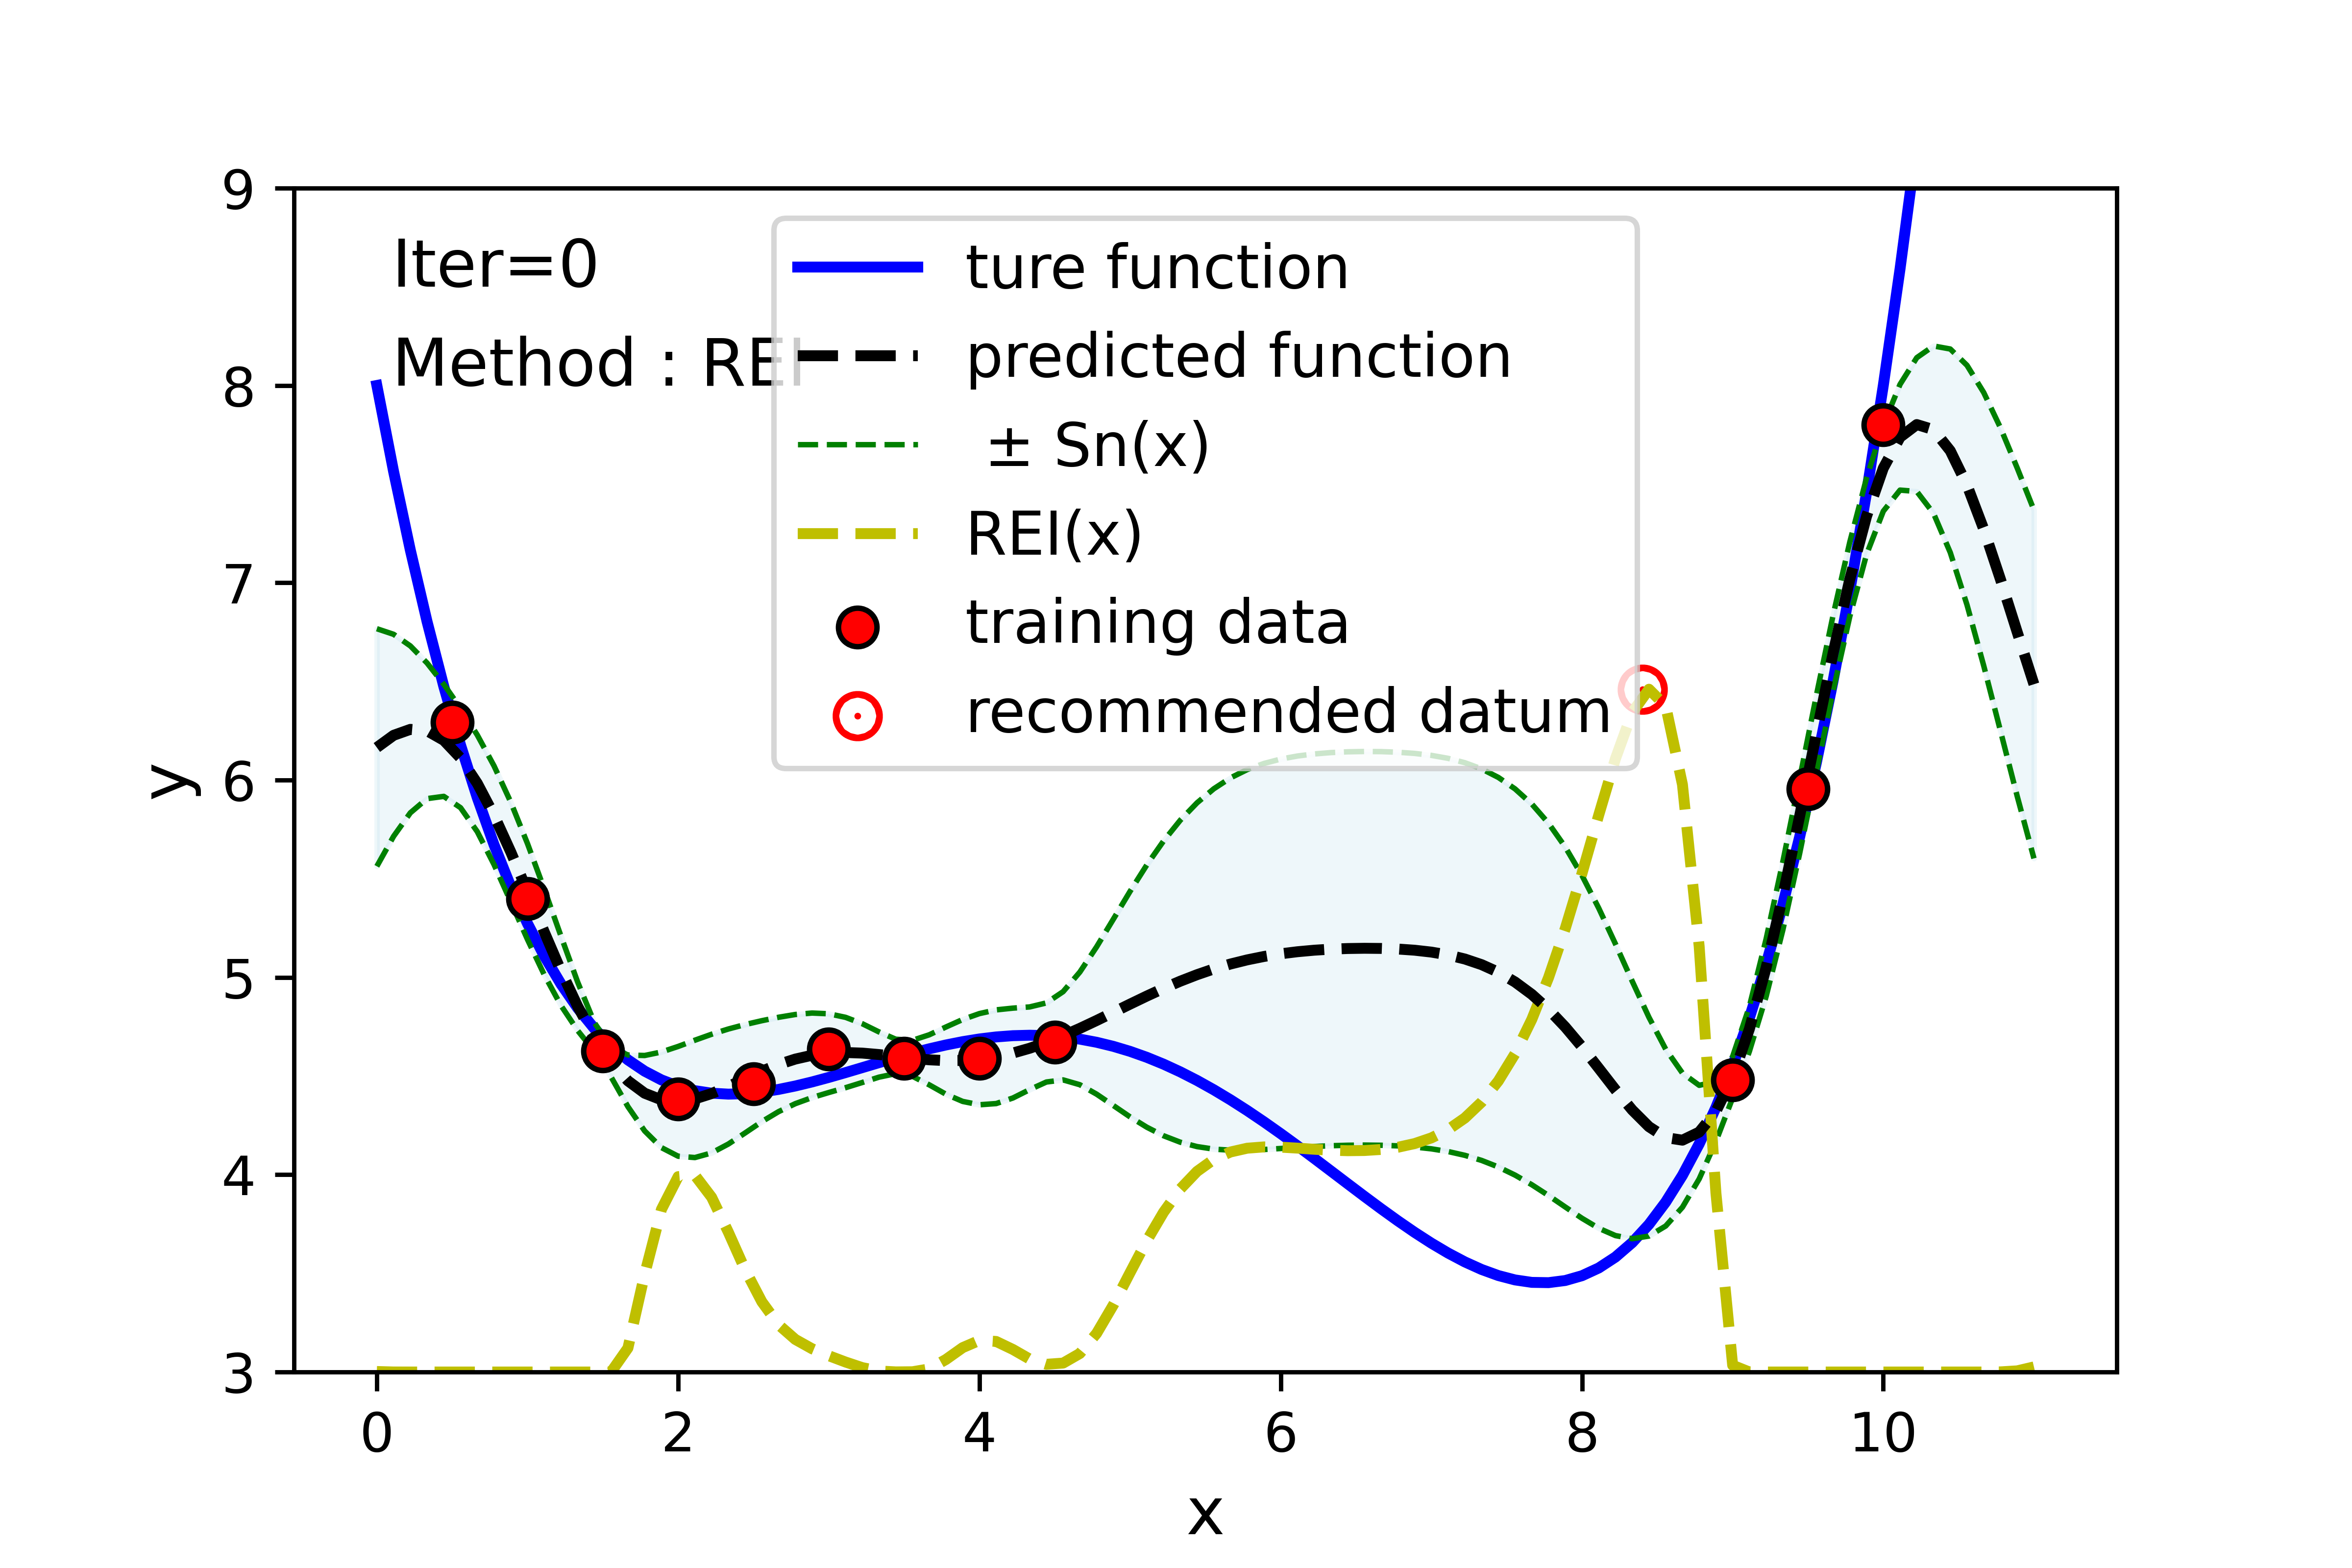 Iter=0
Method : REI
ture function
predicted function
± Sn(x)
REI(x)
training data
recommended datum
9
8
7
6
5
4
3
y
0 2 4 6 8 10
x